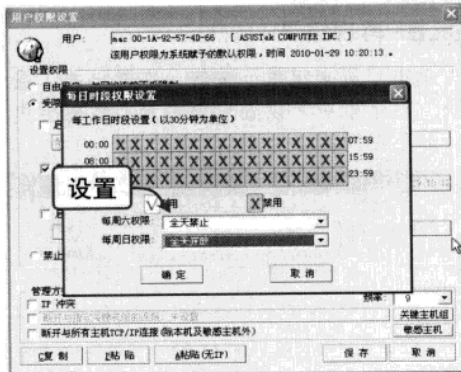 用户权限设置
用户: mac 00-1A-92-57-4D-66 [ ASUSTek COMPUTER INC. ]
该用户权限为系统赋予的默认权限，时间 2010-01-29 10:20:13 。
设置权限
每日时段权限设置
每工作日时段设置（以30分钟为单位）
00:00 X X X X X X X X X X X X X X X X 07:59
08:00 X X X X X X X X X X X X X X X X 15:59
X X X X X X X X X X X X X X 23:59
设置
√ 用 X 禁用
每周六权限: 全天禁止
每周日权限: 全天开放
确 定 取 消
禁止
管理方
频率: 9
IP 冲突
关键主机组
断开与所有主机TCP/IP连接(除本机及敏感主机外)
敏感主机
C复 制 P粘 贴 A粘贴(无IP) 保 存 取 消